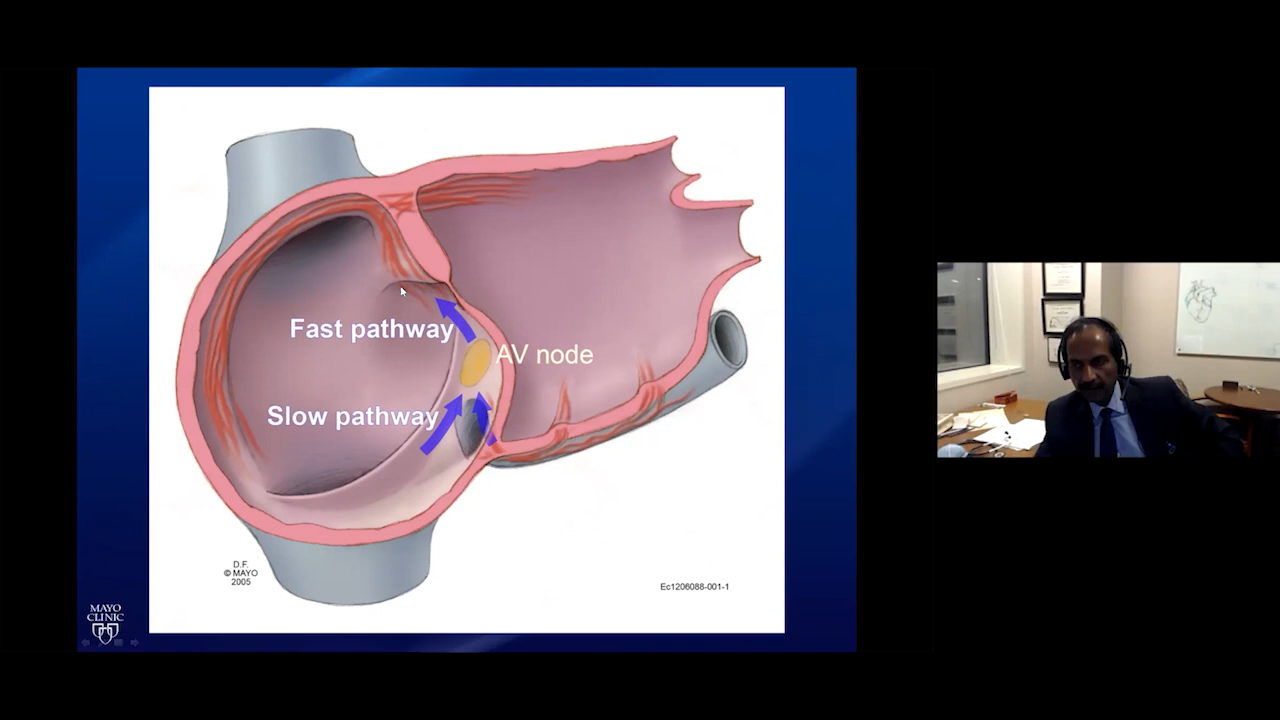 Fast pathway
AV node
Slow pathway
D.F.
© MAYO
2005
Ec1206088-001-1
MAYO
CLINIC